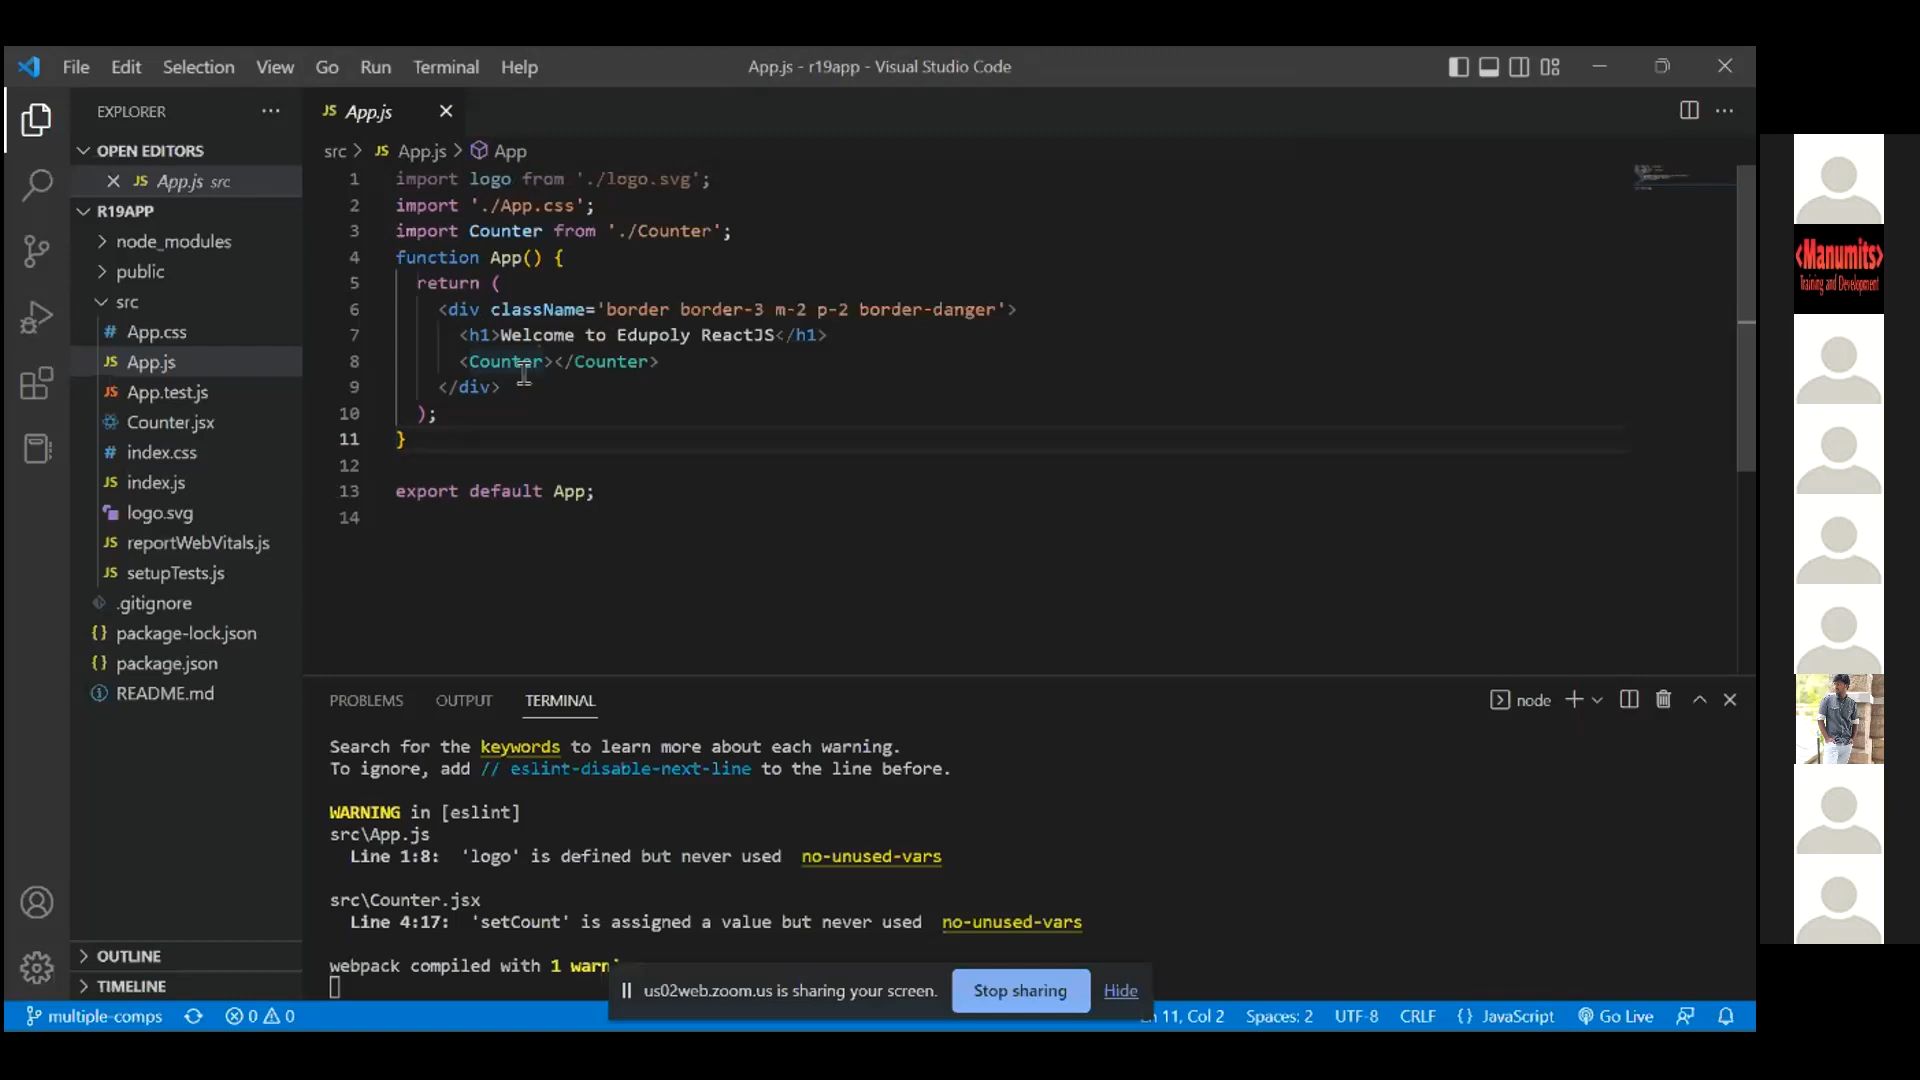 File Edit Selection View Go Run Terminal Help
App.js - r19app - Visual Studio Code
EXPLORER
OPEN EDITORS
JS App.js src
R19APP
node_modules
public
src
# App.css
JS App.js
JS App.test.js
Counter.jsx
# index.css
JS index.js
logo.svg
JS reportWebVitals.js
JS setupTests.js
.gitignore
{} package-lock.json
{} package.json
README.md
OUTLINE
TIMELINE
JS App.js
src > JS App.js > App
1 import logo from './logo.svg';
2 import './App.css';
3 import Counter from './Counter';
4 function App() {
5 return (
6 <div className='border border-3 m-2 p-2 border-danger'>
7 <h1>Welcome to Edupoly ReactJS</h1>
8 <Counter></Counter>
9 </div>
10 );
11 }
12
13 export default App;
14
PROBLEMS OUTPUT TERMINAL
node
Search for the keywords to learn more about each warning.
To ignore, add // eslint-disable-next-line to the line before.
WARNING in [eslint]
src\App.js
Line 1:8: 'logo' is defined but never used no-unused-vars
src\Counter.jsx
Line 4:17: 'setCount' is assigned a value but never used no-unused-vars
webpack compiled with 1 warni
us02web.zoom.us is sharing your screen. Stop sharing Hide
multiple-comps 0 0 11, Col 2 Spaces: 2 UTF-8 CRLF {} JavaScript Go Live
<Manumits>
Training and Development